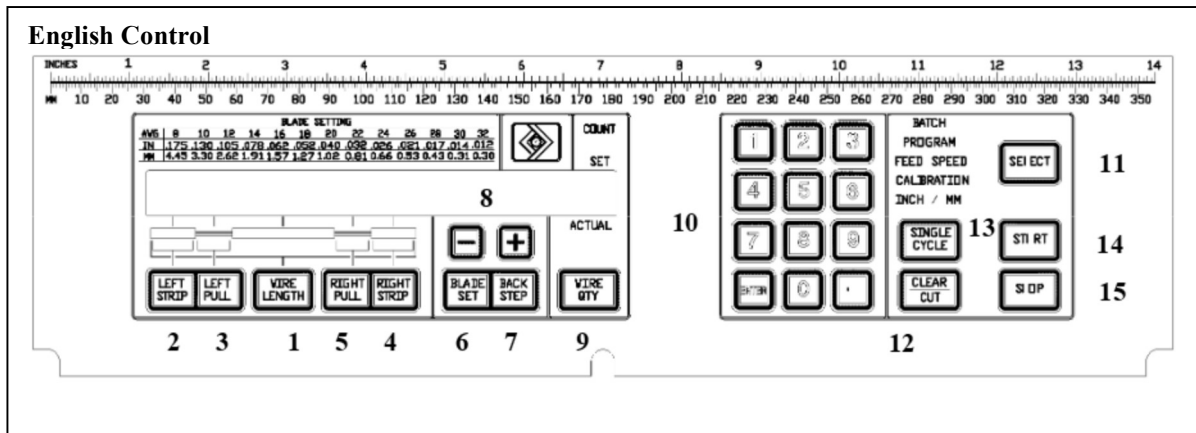 English Control
INCHES 1 2 3 4 5 6 7 8 9 10 11 12 13 14
MM 10 20 30 40 50 60 70 80 90 100 110 120 130 140 150 160 170 180 190 200 210 220 230 240 250 260 270 280 290 300 310 320 330 340 350
BLADE SETTING
AWG 8 10 12 14 16 18 20 22 24 26 28 30 32
IN .175 .130 .105 .078 .062 .052 .040 .032 .026 .021 .017 .014 .012
MM 4.45 3.30 2.62 1.91 1.57 1.27 1.02 0.81 0.66 0.53 0.43 0.31 0.30
COUNT
SET
8
ACTUAL
− +
LEFT STRIP
LEFT PULL
WIRE LENGTH
RIGHT PULL
RIGHT STRIP
BLADE SET
BACK STEP
WIRE QTY
2 3 1 5 4 6 7 9
10
1 2 3
4 5 6
7 8 9
ENTER 0 .
BATCH
PROGRAM
FEED SPEED
CALIBRATION
INCH / MM
SELECT
11
SINGLE CYCLE
13
START
14
CLEAR
CUT
STOP
15
12